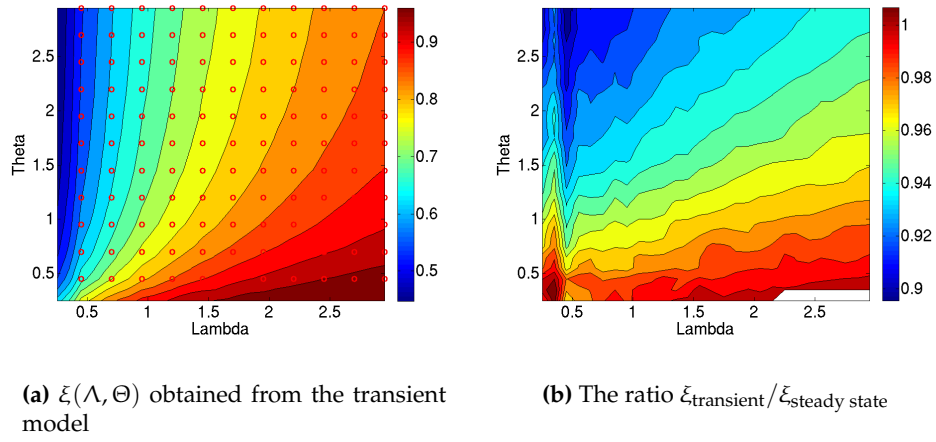 2.5
2
1.5
1
0.5
Theta
0.5 1 1.5 2 2.5
Lambda
0.9
0.8
0.7
0.6
0.5
2.5
2
1.5
1
0.5
Theta
0.5 1 1.5 2 2.5
Lambda
1
0.98
0.96
0.94
0.92
0.9
(a) ξ(Λ, Θ) obtained from the transient
model
(b) The ratio ξtransient/ξsteady state